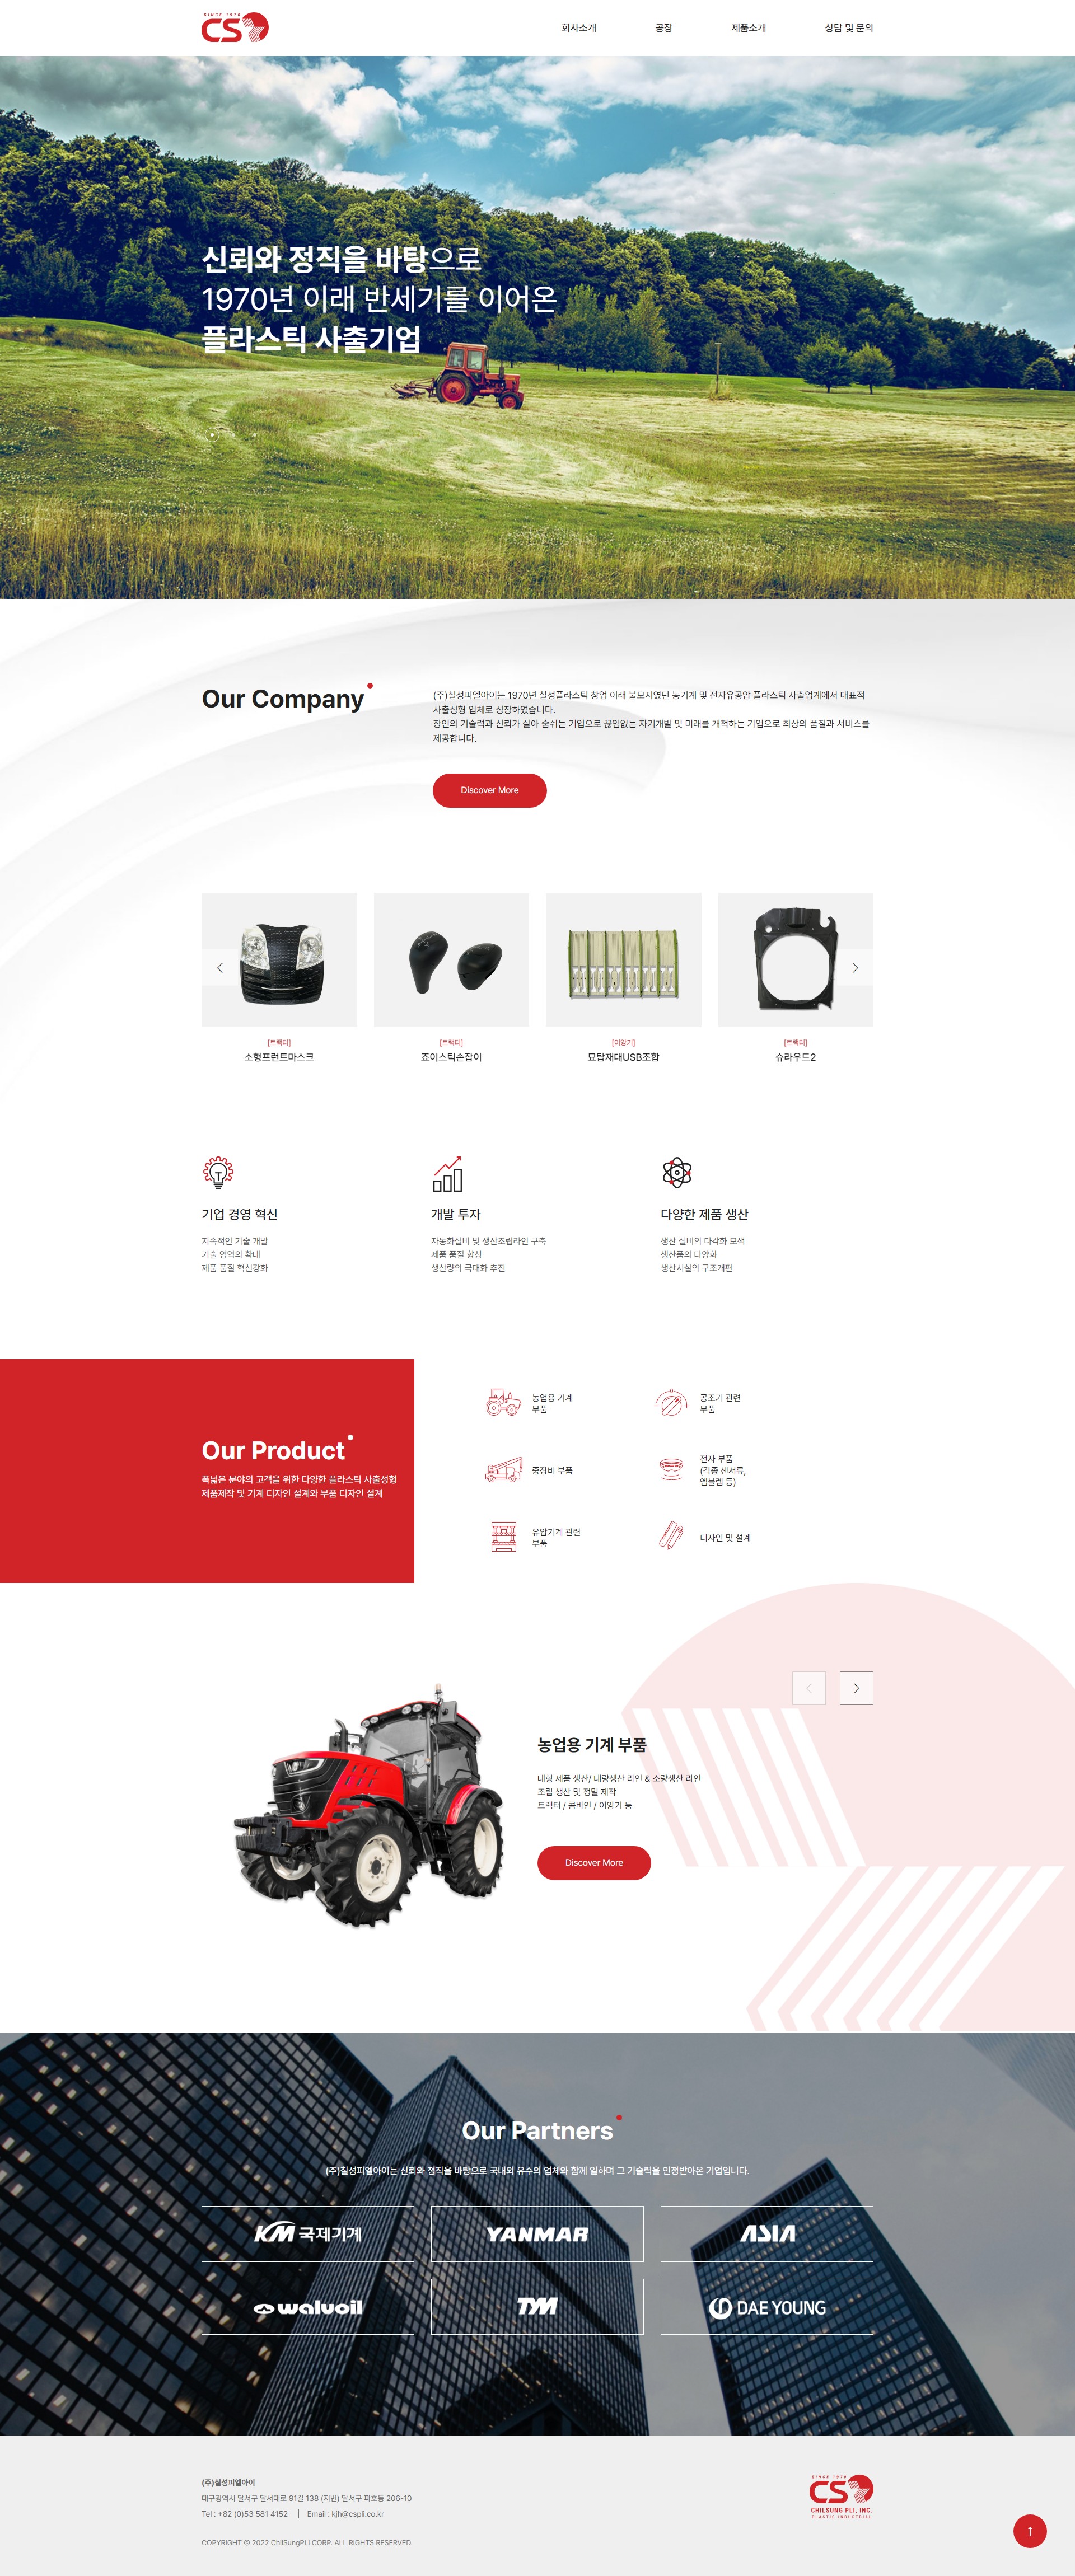 SINCE 1970
CS
회사소개
공장
제품소개
상담 및 문의
신뢰와 정직을 바탕으로
1970년 이래 반세기를 이어온
플라스틱 사출기업
Our Company
(주)칠성피엘아이는 1970년 칠성플라스틱 창업 이래 불모지였던 농기계 및 전자유공압 플라스틱 사출업계에서 대표적
사출성형 업체로 성장하였습니다.
장인의 기술력과 신뢰가 살아 숨쉬는 기업으로 끊임없는 자기개발 및 미래를 개척하는 기업으로 최상의 품질과 서비스를
제공합니다.
Discover More
[트랙터]
소형프런트마스크
[트랙터]
죠이스틱손잡이
[이앙기]
묘탑재대USB조합
[트랙터]
슈라우드2
기업 경영 혁신
지속적인 기술 개발
기술 영역의 확대
제품 품질 혁신강화
개발 투자
자동화설비 및 생산조립라인 구축
제품 품질 향상
생산량의 극대화 추진
다양한 제품 생산
생산 설비의 다각화 모색
생산품의 다양화
생산시설의 구조개편
Our Product
폭넓은 분야의 고객을 위한 다양한 플라스틱 사출성형
제품제작 및 기계 디자인 설계와 부품 디자인 설계
농업용 기계
부품
공조기 관련
부품
중장비 부품
전자 부품
(각종 센서류,
엠블렘 등)
유압기계 관련
부품
디자인 및 설계
농업용 기계 부품
대형 제품 생산/ 대량생산 라인 & 소량생산 라인
조립 생산 및 정밀 제작
트랙터 / 콤바인 / 이앙기 등
Discover More
Our Partners
(주)칠성피엘아이는 신뢰와 정직을 바탕으로 국내외 유수의 업체와 함께 일하며 그 기술력을 인정받아온 기업입니다.
KM 국제기계
YANMAR
ASIA
walvoil
TYM
DAE YOUNG
(주)칠성피엘아이
대구광역시 달서구 달서대로 91길 138 (지번) 달서구 파호동 206-10
Tel : +82 (0)53 581 4152 | Email : kjh@cspli.co.kr
COPYRIGHT © 2022 ChilSungPLI CORP. ALL RIGHTS RESERVED.
SINCE 1970
CS
CHILSUNG PLI, INC.
PLASTIC INDUSTRIAL